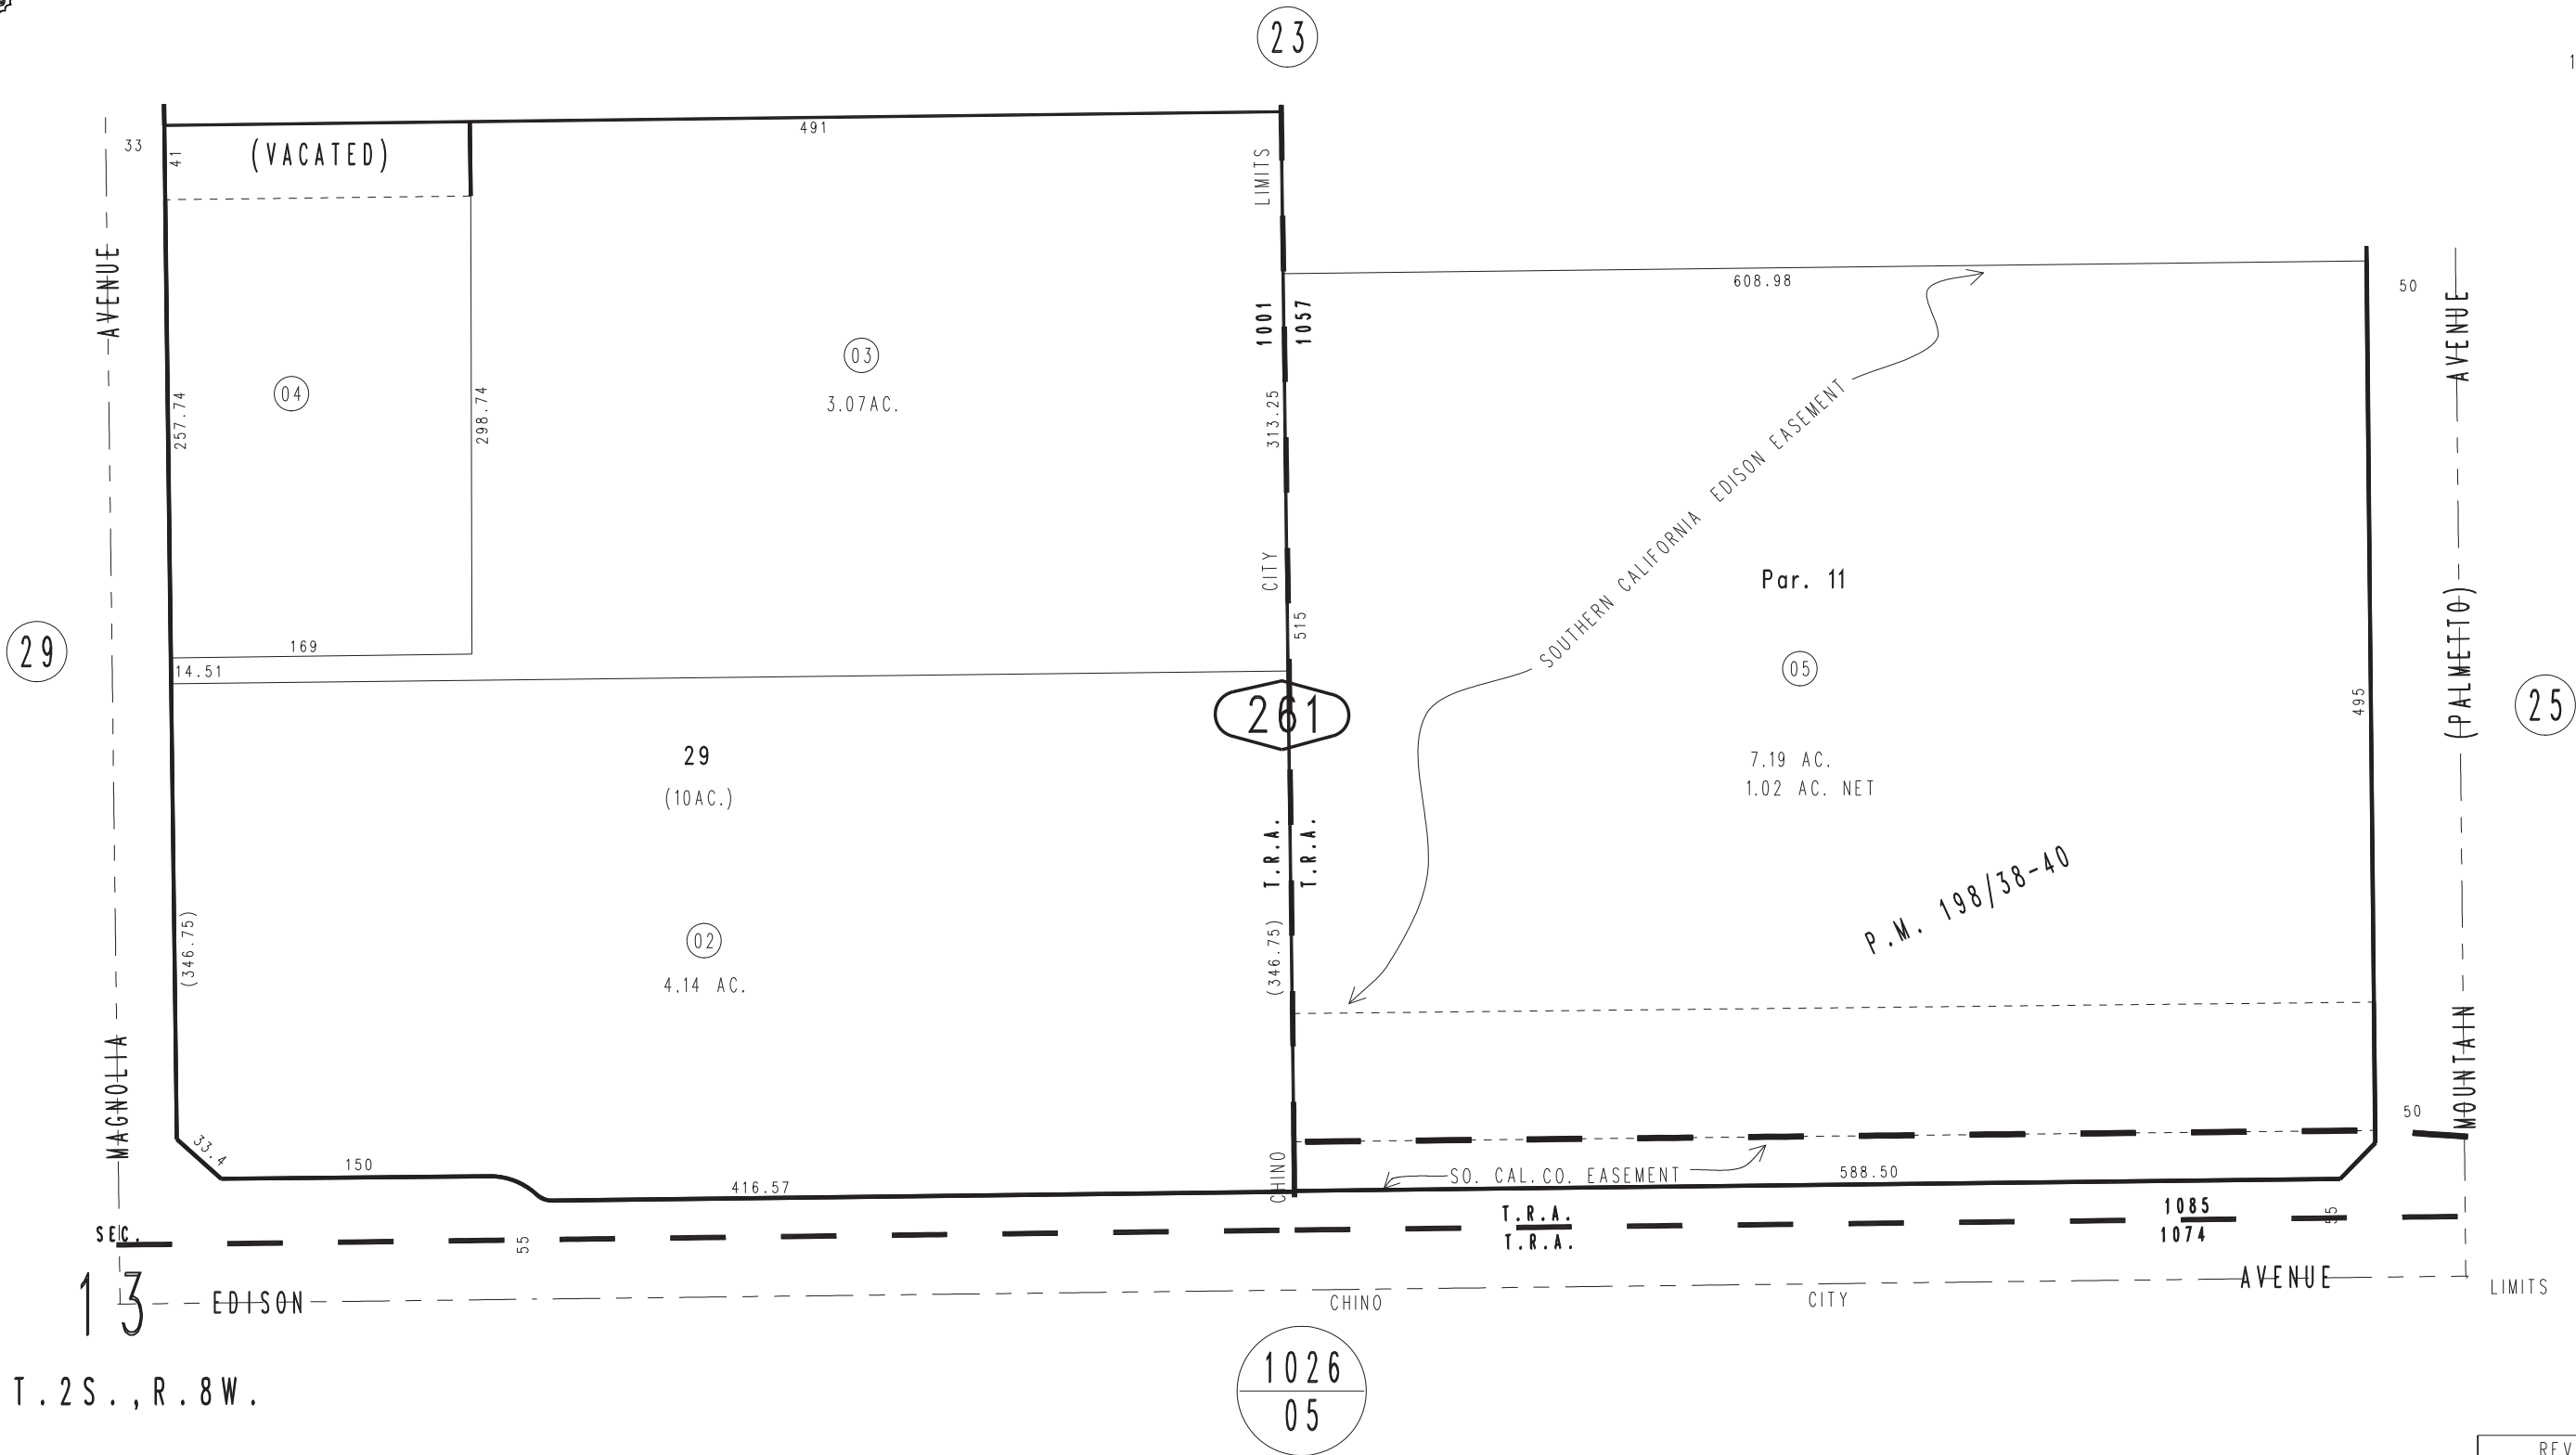 23
1
33
41
(VACATED)
491
LIMITS
608.98
50
AVENUE
AVENUE
1001
1057
03
3.07AC.
04
257.74
298.74
313.25
SOUTHERN CALIFORNIA EDISON EASEMENT
Par. 11
CITY
515
29
169
14.51
05
(PALMETTO)
25
495
261
29
(10AC.)
7.19 AC.
1.02 AC. NET
T.R.A.
T.R.A.
P.M. 198/38-40
(346.75)
02
4.14 AC.
(346.75)
MAGNOLIA
MOUNTAIN
50
33.4
150
416.57
CHINO
SO. CAL.CO. EASEMENT
588.50
SEC.
55
T.R.A.
T.R.A.
1085
1074
55
13
EDISON
AVENUE
CHINO
CITY
LIMITS
1026
05
T.2S.,R.8W.
REV